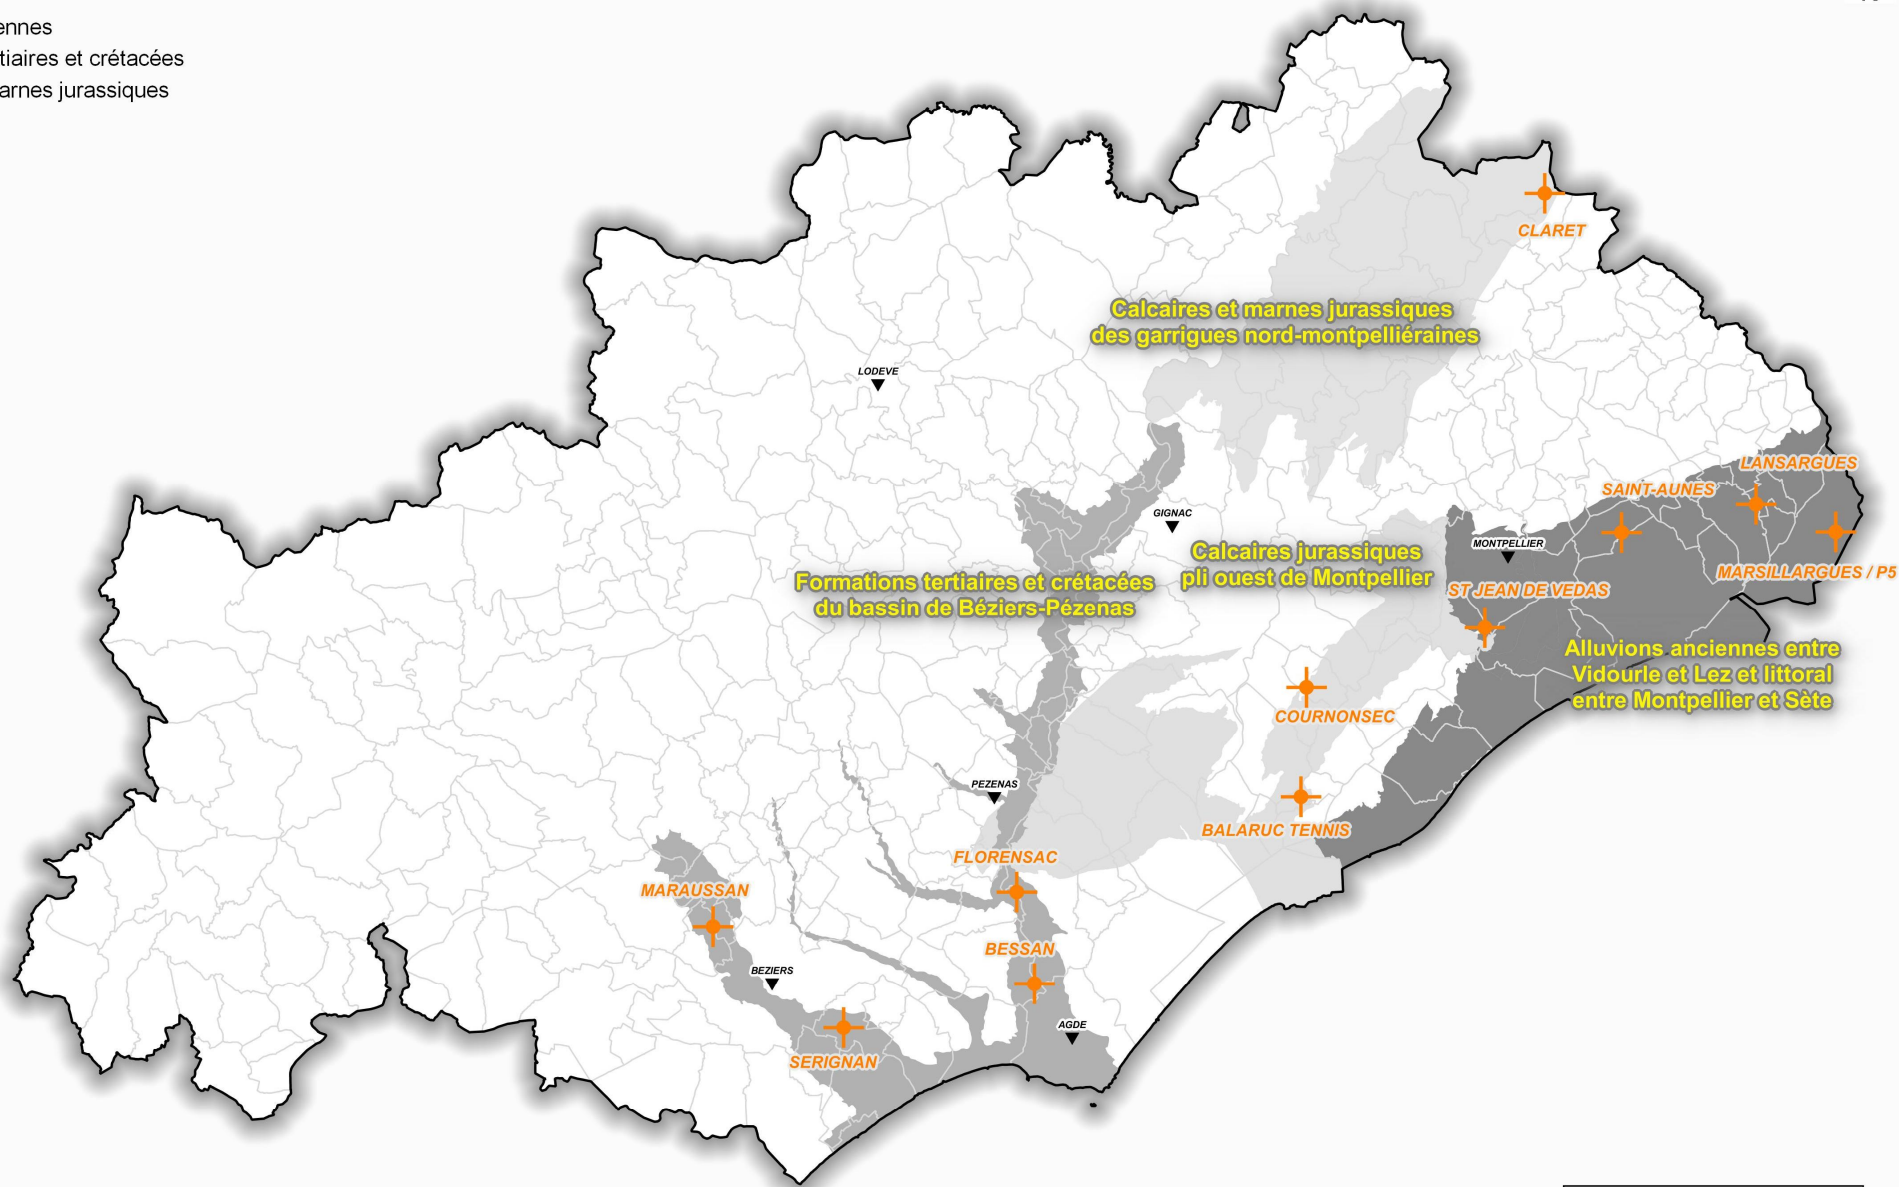 ennes
tiaires et crétacées
arnes jurassiques
CLARET
Calcaires et marnes jurassiques
des garrigues nord-montpelliéraines
LODEVE
LANSARGUES
SAINT-AUNES
GIGNAC
MONTPELLIER
Calcaires jurassiques
pli ouest de Montpellier
MARSILLARGUES / P5
Formations tertiaires et crétacées
du bassin de Béziers-Pézenas
ST JEAN DE VEDAS
Alluvions anciennes entre
Vidourle et Lez et littoral
entre Montpellier et Sète
COURNONSEC
PEZENAS
BALARUC TENNIS
FLORENSAC
MARAUSSAN
BESSAN
BEZIERS
AGDE
SERIGNAN